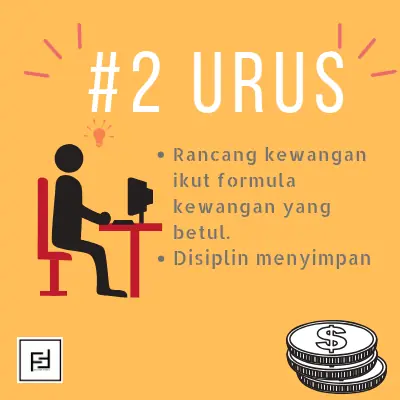 #2 URUS
• Rancang kewangan
ikut formula
kewangan yang
betul.
• Disiplin menyimpan
$